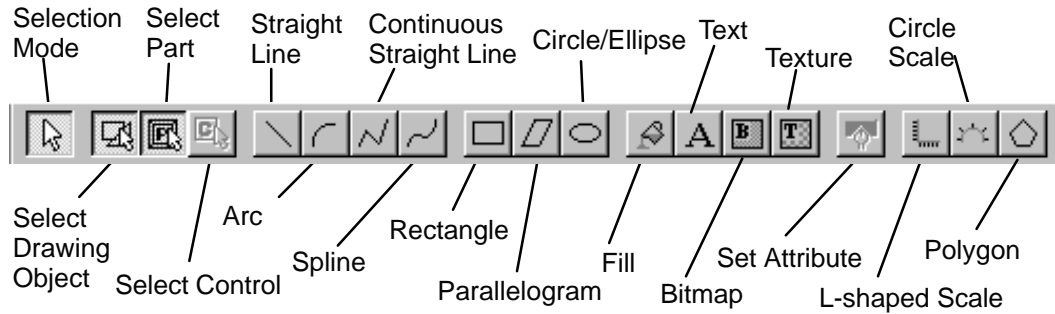 Selection
Mode
Select
Part
Straight
Line
Continuous
Straight Line
Circle/Ellipse
Text
Texture
Circle
Scale
F
C
A
B
T
Select
Drawing
Object
Select Control
Arc
Spline
Rectangle
Parallelogram
Fill
Bitmap
Set Attribute
L-shaped Scale
Polygon